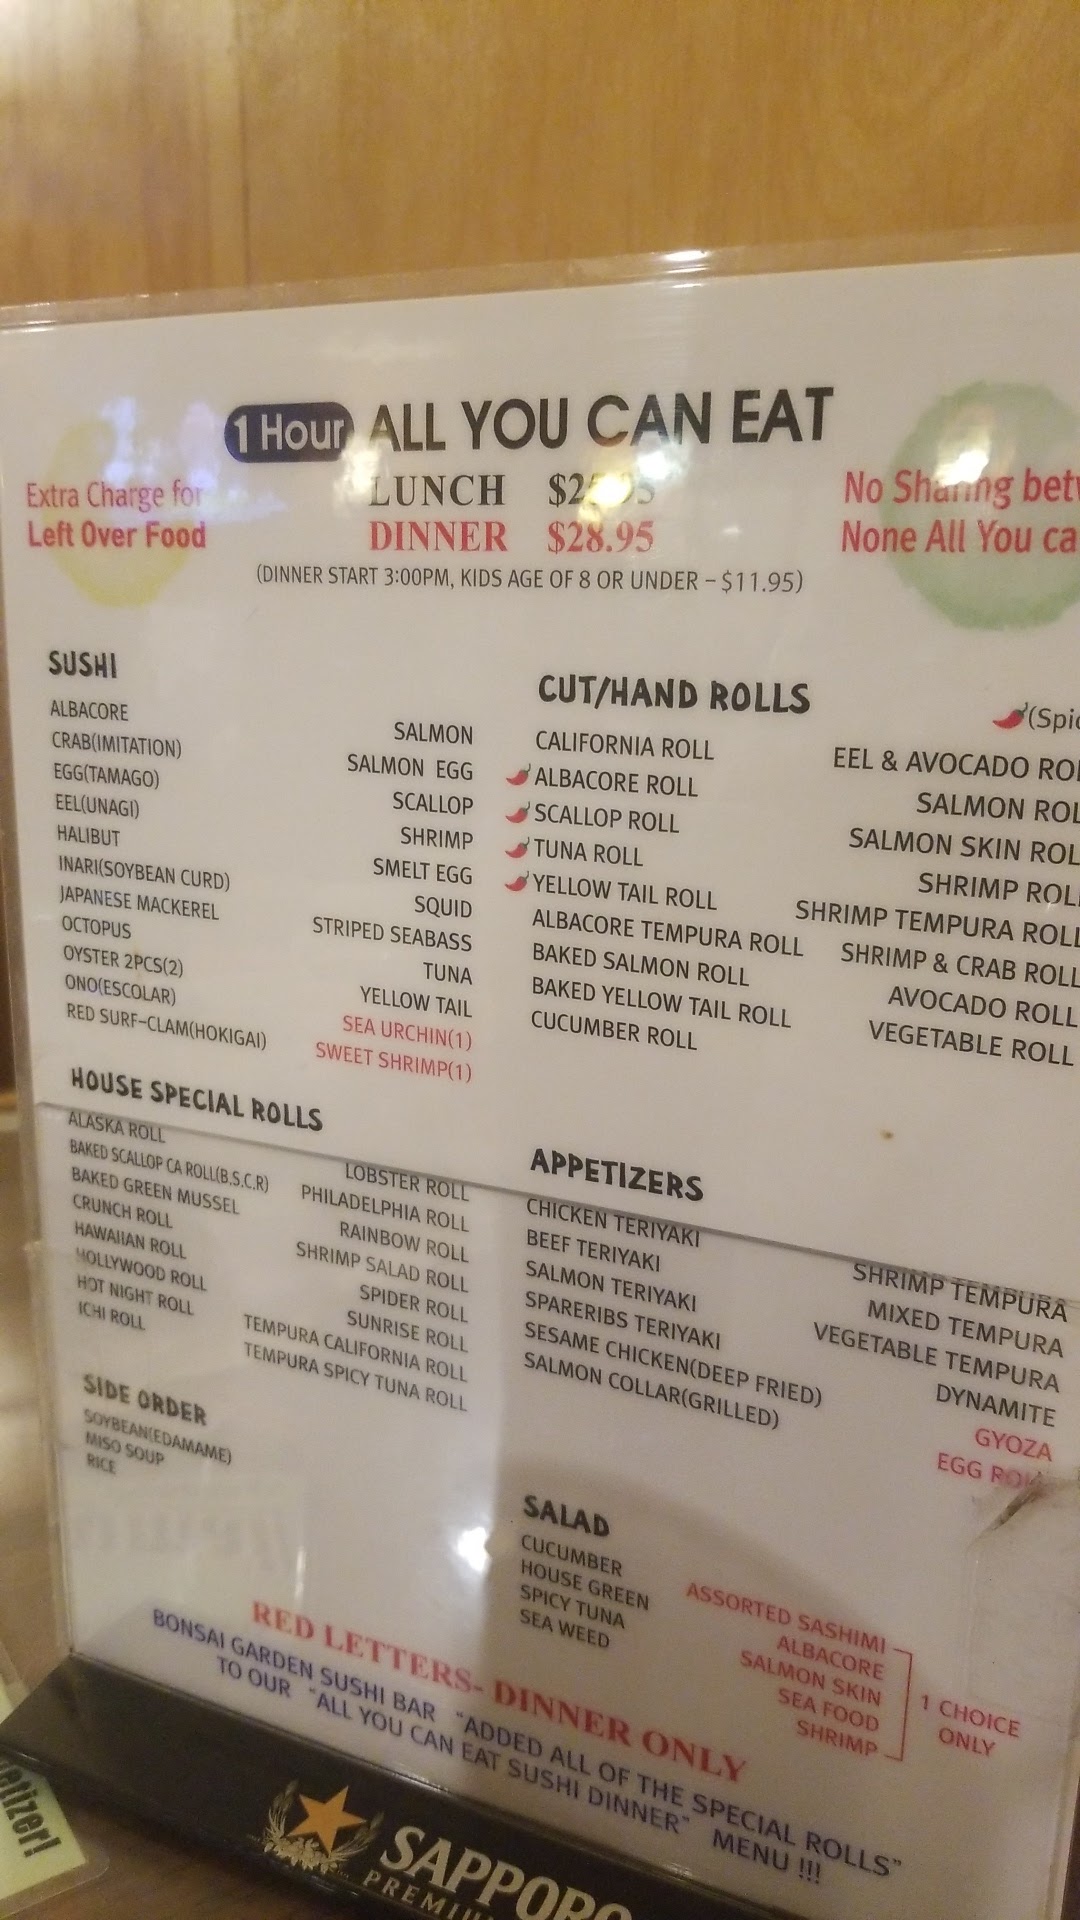 1 Hour ALL YOU CAN EAT
Extra Charge for
Left Over Food
LUNCH
DINNER $28.95
(DINNER START 3:00PM, KIDS AGE OF 8 OR UNDER – $11.95)
No Sharing
None All You
SUSHI
ALBACORE
CRAB(IMITATION)
EGG(TAMAGO)
EEL(UNAGI)
HALIBUT
INARI(SOYBEAN CURD)
JAPANESE MACKEREL
OCTOPUS
OYSTER 2PCS(2)
ONO(ESCOLAR)
RED SURF-CLAM(HOKIGAI)
SALMON
SALMON EGG
SCALLOP
SHRIMP
SMELT EGG
SQUID
STRIPED SEABASS
TUNA
YELLOW TAIL
SEA URCHIN(1)
SWEET SHRIMP(1)
CUT/HAND ROLLS
CALIFORNIA ROLL
ALBACORE ROLL
SCALLOP ROLL
TUNA ROLL
YELLOW TAIL ROLL
ALBACORE TEMPURA ROLL
BAKED SALMON ROLL
BAKED YELLOW TAIL ROLL
CUCUMBER ROLL
EEL & AVOCADO
SALMON ROL
SALMON SKIN ROL
SHRIMP ROLL
SHRIMP TEMPURA ROLL
SHRIMP & CRAB ROLL
AVOCADO ROLL
VEGETABLE ROLL
HOUSE SPECIAL ROLLS
ALASKA ROLL
BAKED SCALLOP CA ROLL(B.S.C.R)
BAKED GREEN MUSSEL
CRUNCH ROLL
HAWAIIAN ROLL
HOLLYWOOD ROLL
HOT NIGHT ROLL
ICHI ROLL
LOBSTER ROLL
PHILADELPHIA ROLL
RAINBOW ROLL
SHRIMP SALAD ROLL
SPIDER ROLL
SUNRISE ROLL
TEMPURA CALIFORNIA ROLL
TEMPURA SPICY TUNA ROLL
SIDE ORDER
SOYBEAN(EDAMAME)
MISO SOUP
RICE
APPETIZERS
CHICKEN TERIYAKI
BEEF TERIYAKI
SALMON TERIYAKI
SPARERIBS TERIYAKI
SESAME CHICKEN(DEEP FRIED)
SALMON COLLAR(GRILLED)
SHRIMP TEMPURA
MIXED TEMPURA
VEGETABLE TEMPURA
DYNAMITE
GYOZA
EGG
SALAD
CUCUMBER
HOUSE GREEN
SPICY TUNA
SEA WEED
ASSORTED SASHIMI
ALBACORE
SALMON SKIN
SEA FOOD
SHRIMP
1 CHOICE
ONLY
RED LETTERS- DINNER ONLY
BONSAI GARDEN SUSHI BAR "ADDED ALL OF THE SPECIAL ROLLS"
TO OUR "ALL YOU CAN EAT SUSHI DINNER" MENU !!!
SAPPORO